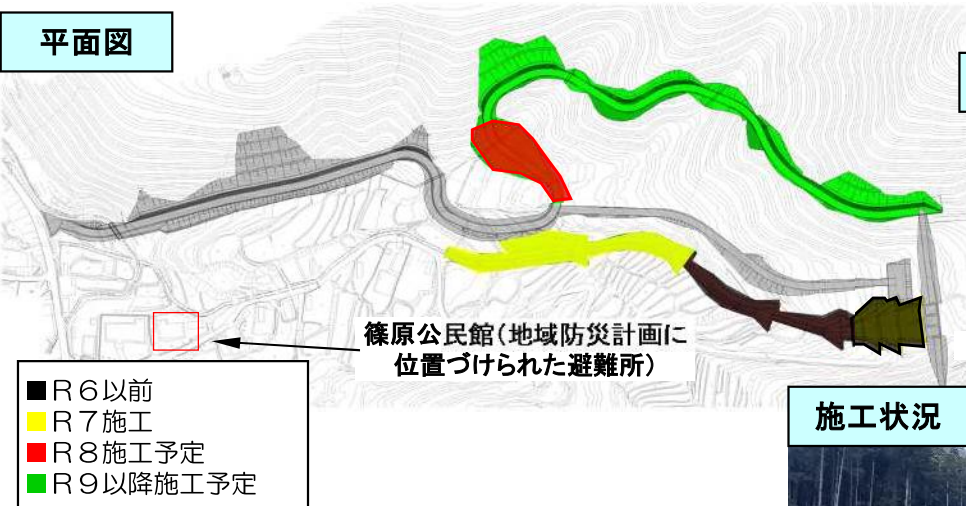 平面図
篠原公民館(地域防災計画に
位置づけられた避難所)
■R6以前
■R7施工
■R8施工予定
■R9以降施工予定
施工状況